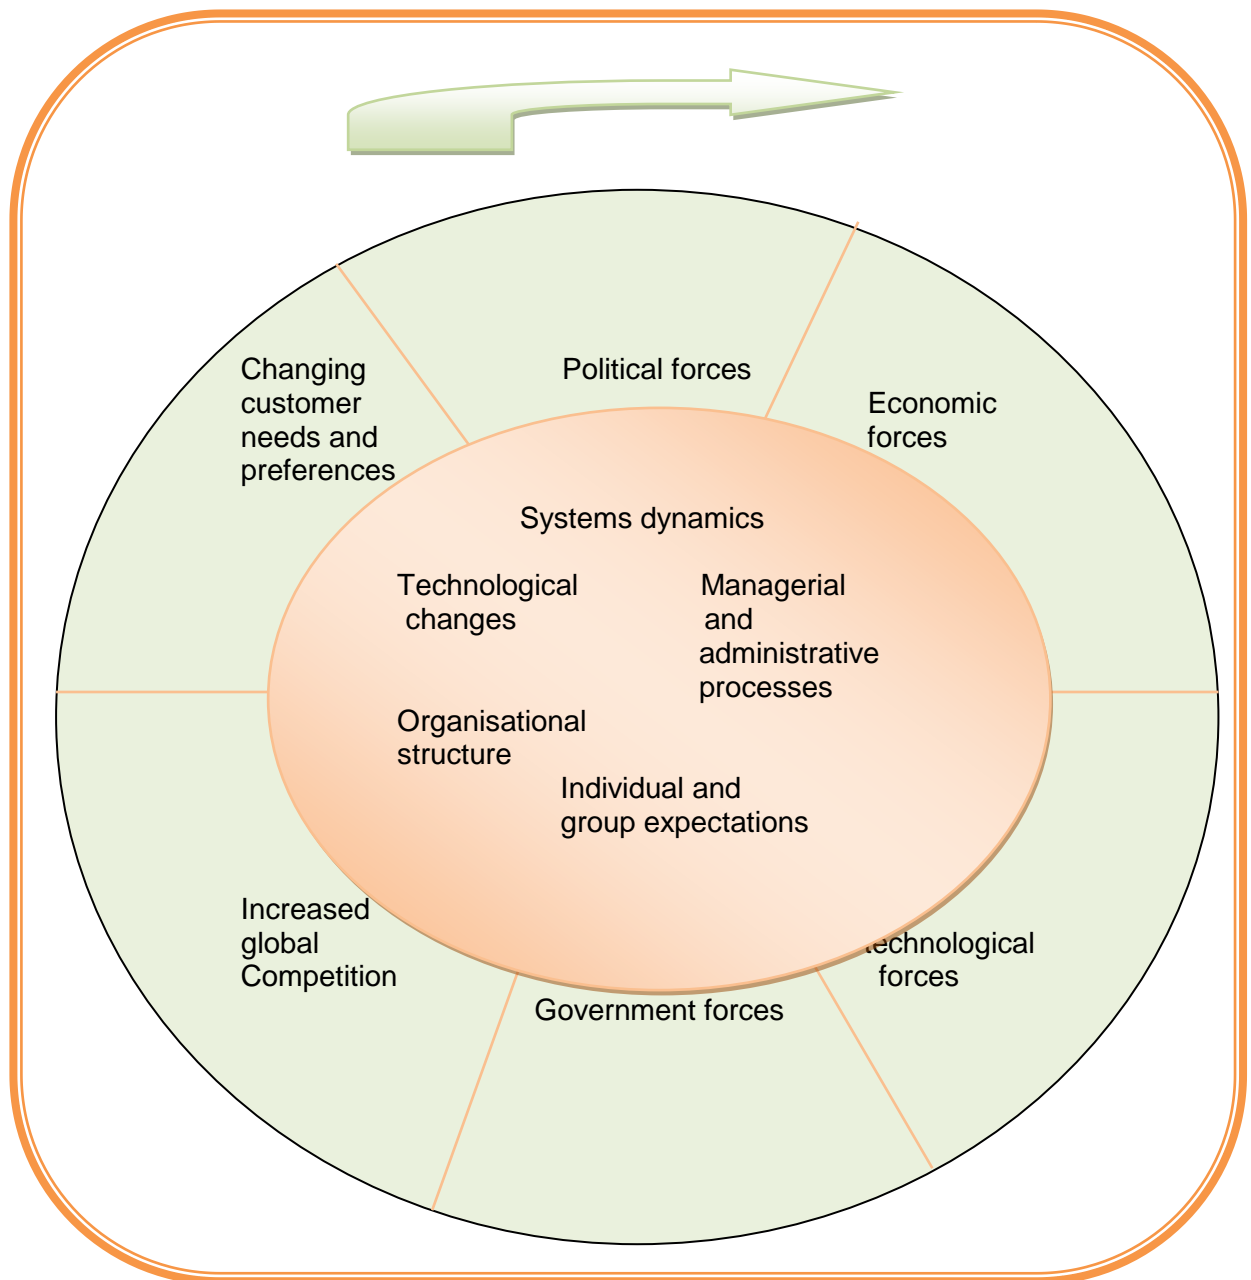 Political forces
Changing
customer
needs and
preferences
Economic
forces
Systems dynamics
Technological
changes
Managerial
and
administrative
processes
Organisational
structure
Individual and
group expectations
Increased
global
Competition
technological
forces
Government forces